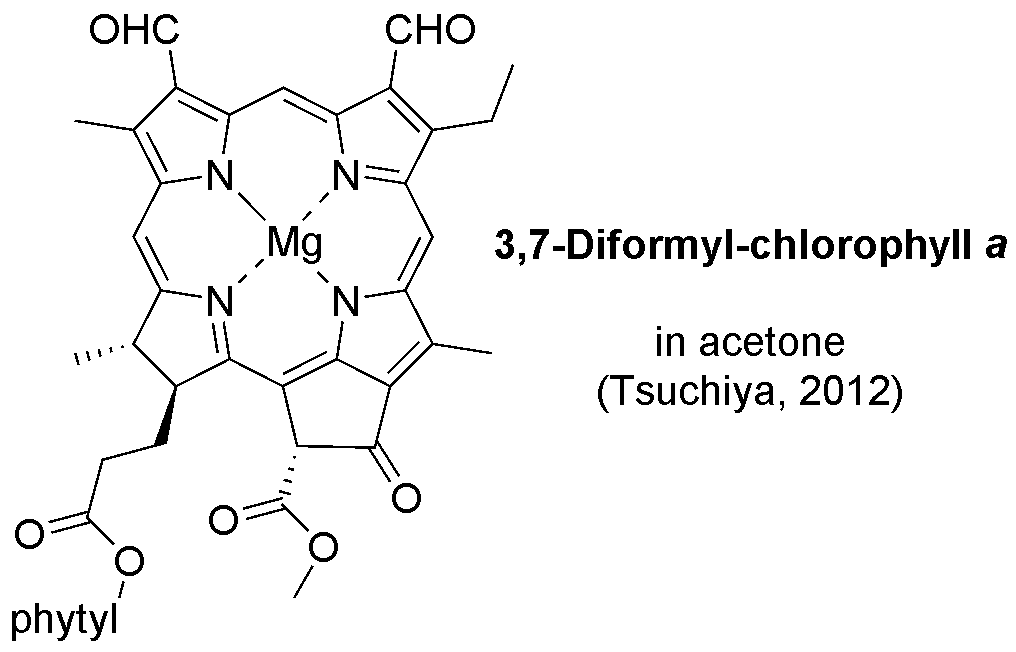 OHC
CHO
N
N
Mg
3,7-Diformyl-chlorophyll a
N
N
in acetone
(Tsuchiya, 2012)
O
O
O
O
O
phytyl